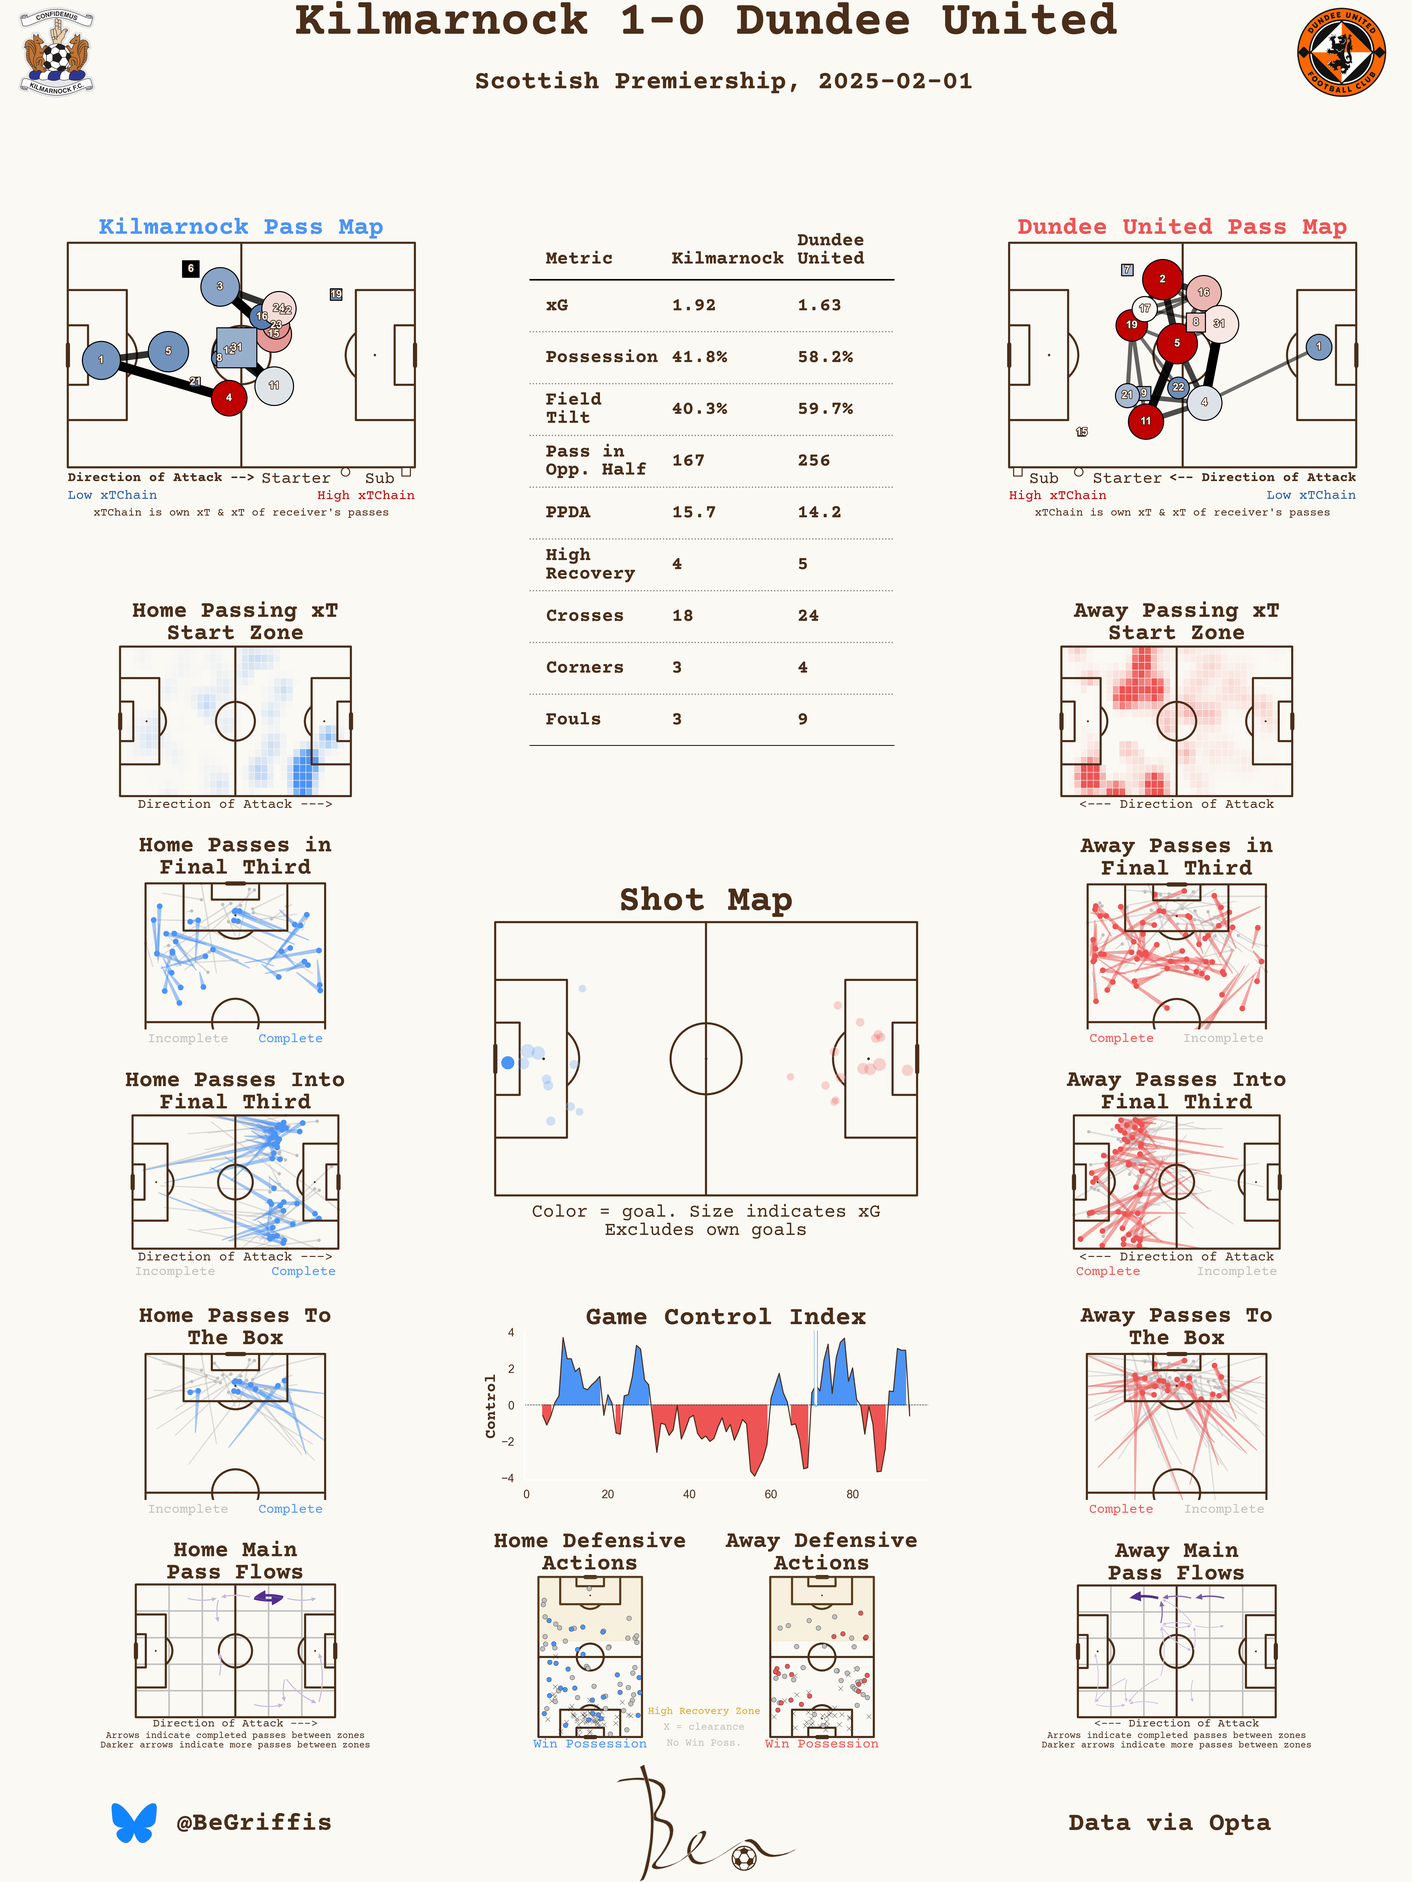 Kilmarnock 1-0 Dundee United
Scottish Premiership, 2025-02-01
CONFIDEMUS
KILMARNOCK F.C.
DUNDEE UNITED
FOOTBALL CLUB
Kilmarnock Pass Map
6
3
19
24
22
16
23
15
5
1
12
31
8
21
11
4
Direction of Attack --> Starter Sub
Low xTChain High xTChain
xTChain is own xT & xT of receiver's passes
Metric Kilmarnock Dundee United
xG 1.92 1.63
Possession 41.8% 58.2%
Field Tilt 40.3% 59.7%
Pass in Opp. Half 167 256
PPDA 15.7 14.2
High Recovery 4 5
Crosses 18 24
Corners 3 4
Fouls 3 9
Dundee United Pass Map
7
2
16
17
19
8
31
5
1
21
9
22
4
11
15
Sub Starter <-- Direction of Attack
High xTChain Low xTChain
xTChain is own xT & xT of receiver's passes
Home Passing xT
Start Zone
Direction of Attack --->
Away Passing xT
Start Zone
<--- Direction of Attack
Home Passes in
Final Third
Incomplete Complete
Away Passes in
Final Third
Complete Incomplete
Shot Map
Color = goal. Size indicates xG
Excludes own goals
Home Passes Into
Final Third
Direction of Attack --->
Incomplete Complete
Away Passes Into
Final Third
<--- Direction of Attack
Complete Incomplete
Home Passes To
The Box
Incomplete Complete
Game Control Index
Control
4
2
0
−2
−4
0 20 40 60 80
Away Passes To
The Box
Complete Incomplete
Home Main
Pass Flows
Direction of Attack --->
Arrows indicate completed passes between zones
Darker arrows indicate more passes between zones
Home Defensive
Actions
Win Possession
High Recovery Zone
X = clearance
No Win Poss.
Away Defensive
Actions
Win Possession
Away Main
Pass Flows
<--- Direction of Attack
Arrows indicate completed passes between zones
Darker arrows indicate more passes between zones
@BeGriffis
Ben
Data via Opta